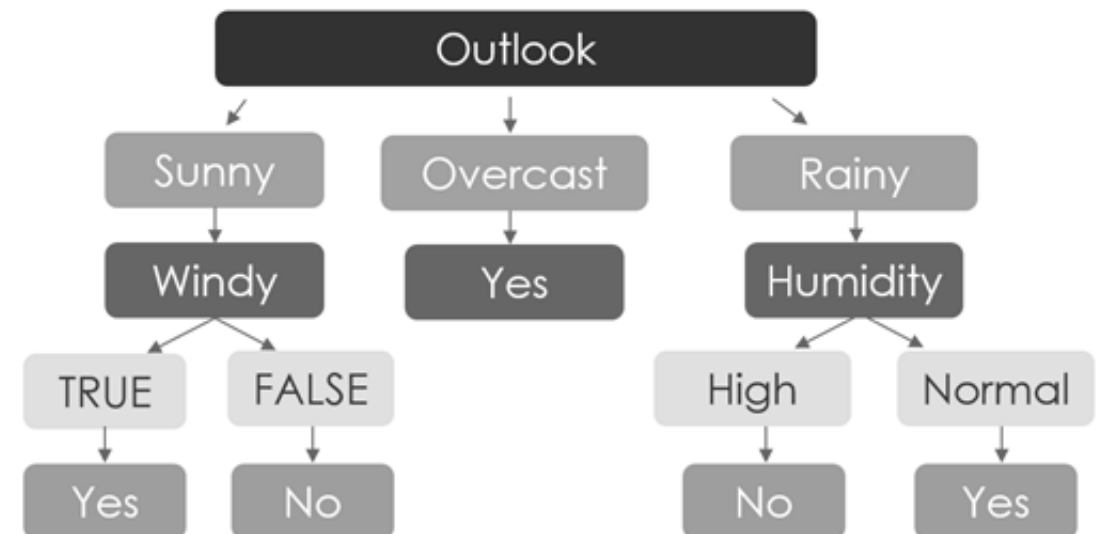 Outlook
Sunny Overcast Rainy
Windy Yes Humidity
TRUE FALSE High Normal
Yes No No Yes